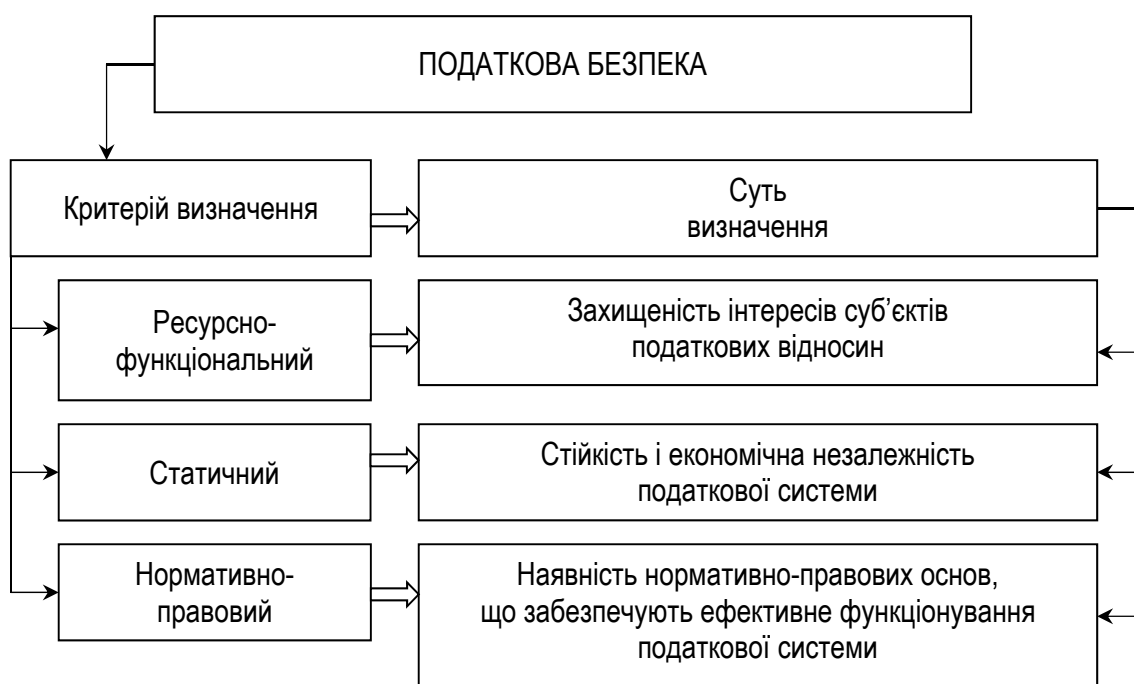 ПОДАТКОВА БЕЗПЕКА
Критерій визначення
Суть
визначення
Ресурсно-
функціональний
Захищеність інтересів суб’єктів
податкових відносин
Статичний
Стійкість і економічна незалежність
податкової системи
Нормативно-
правовий
Наявність нормативно-правових основ,
що забезпечують ефективне функціонування
податкової системи